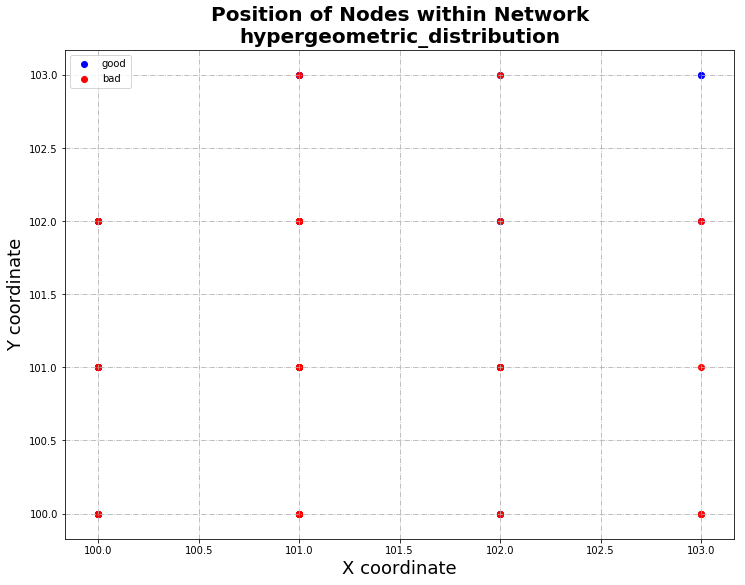 Position of Nodes within Network
hypergeometric_distribution
good
bad
103.0
102.5
102.0
101.5
101.0
100.5
100.0
Y coordinate
100.0 100.5 101.0 101.5 102.0 102.5 103.0
X coordinate